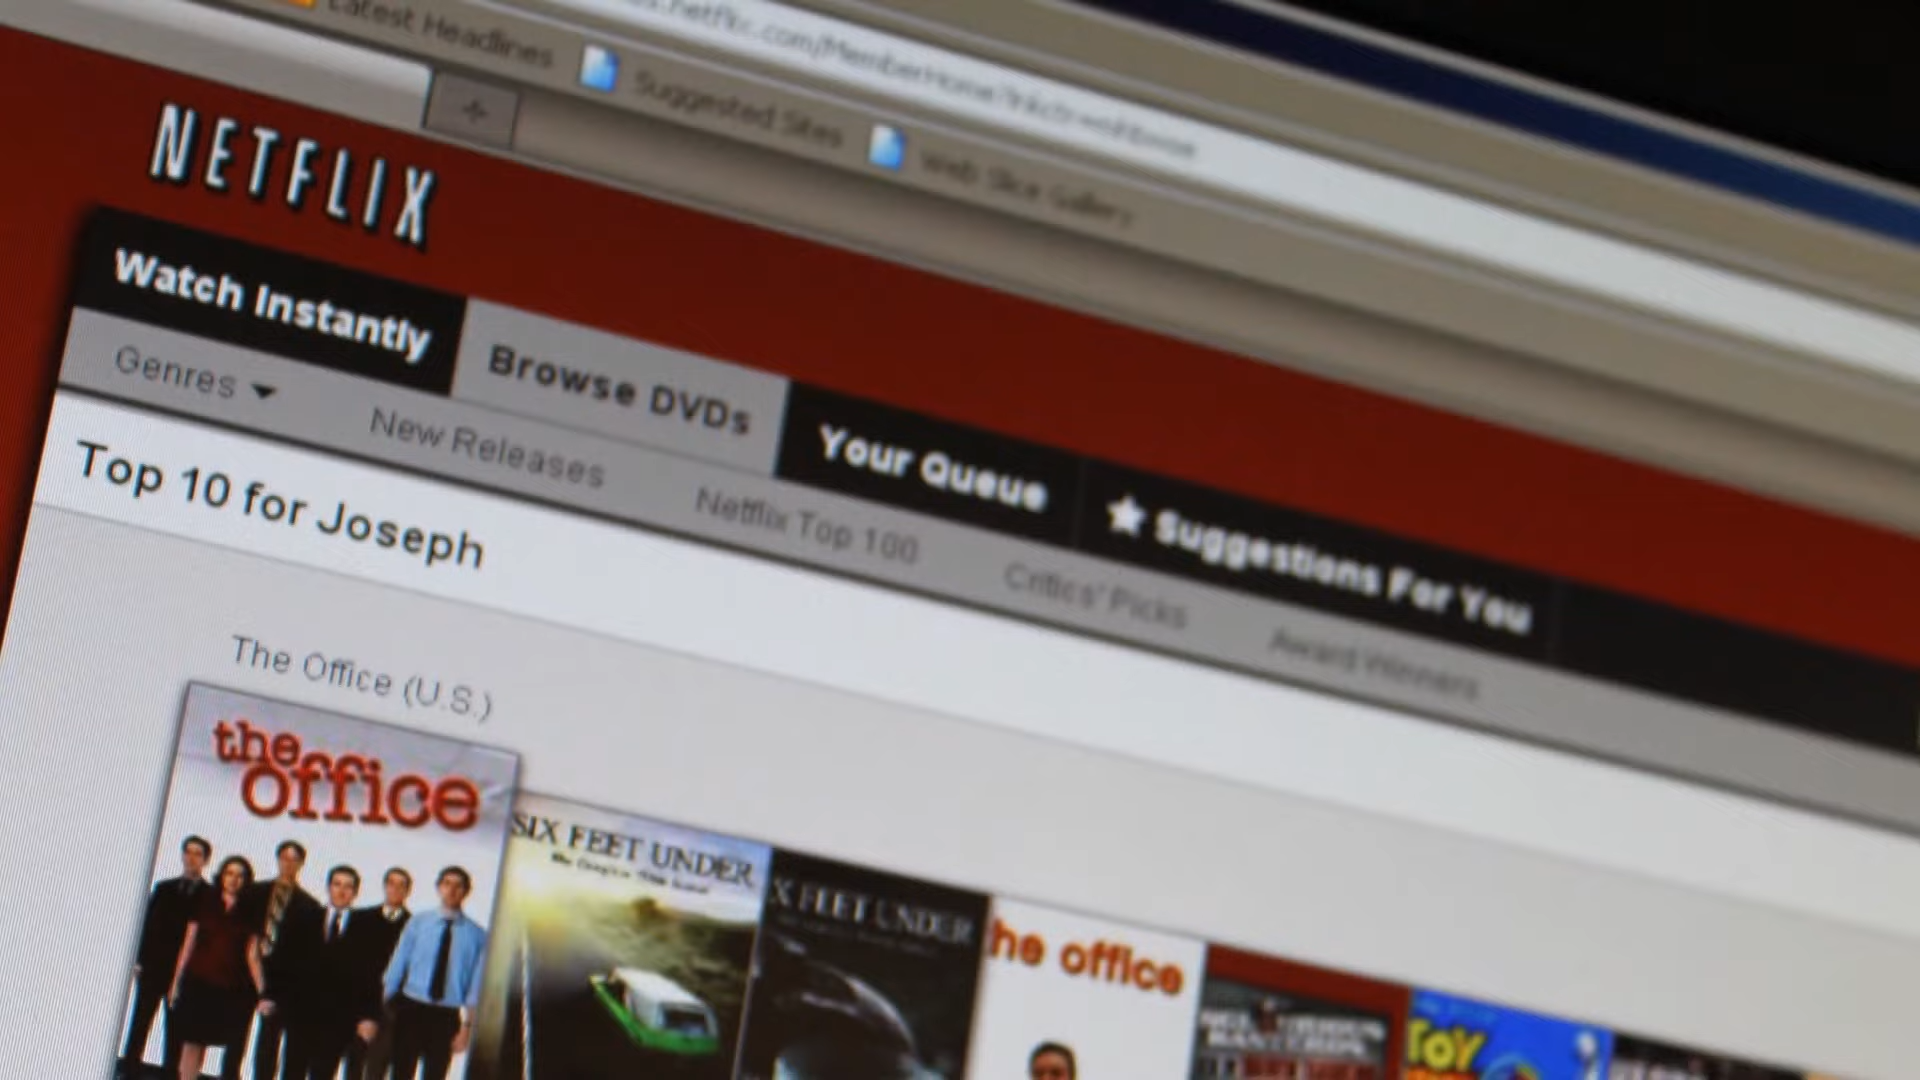 Latest Headlines
Suggested Sites
Web Slice Gallery
NETFLIX
Watch Instantly
Browse DVDs
Your Queue
Suggestions For You
Genres
New Releases
Netflix Top 100
Critics' Picks
Award Winners
Top 10 for Joseph
The Office (U.S.)
the
office
SIX FEET UNDER
X FEET UNDER
he office
TOY